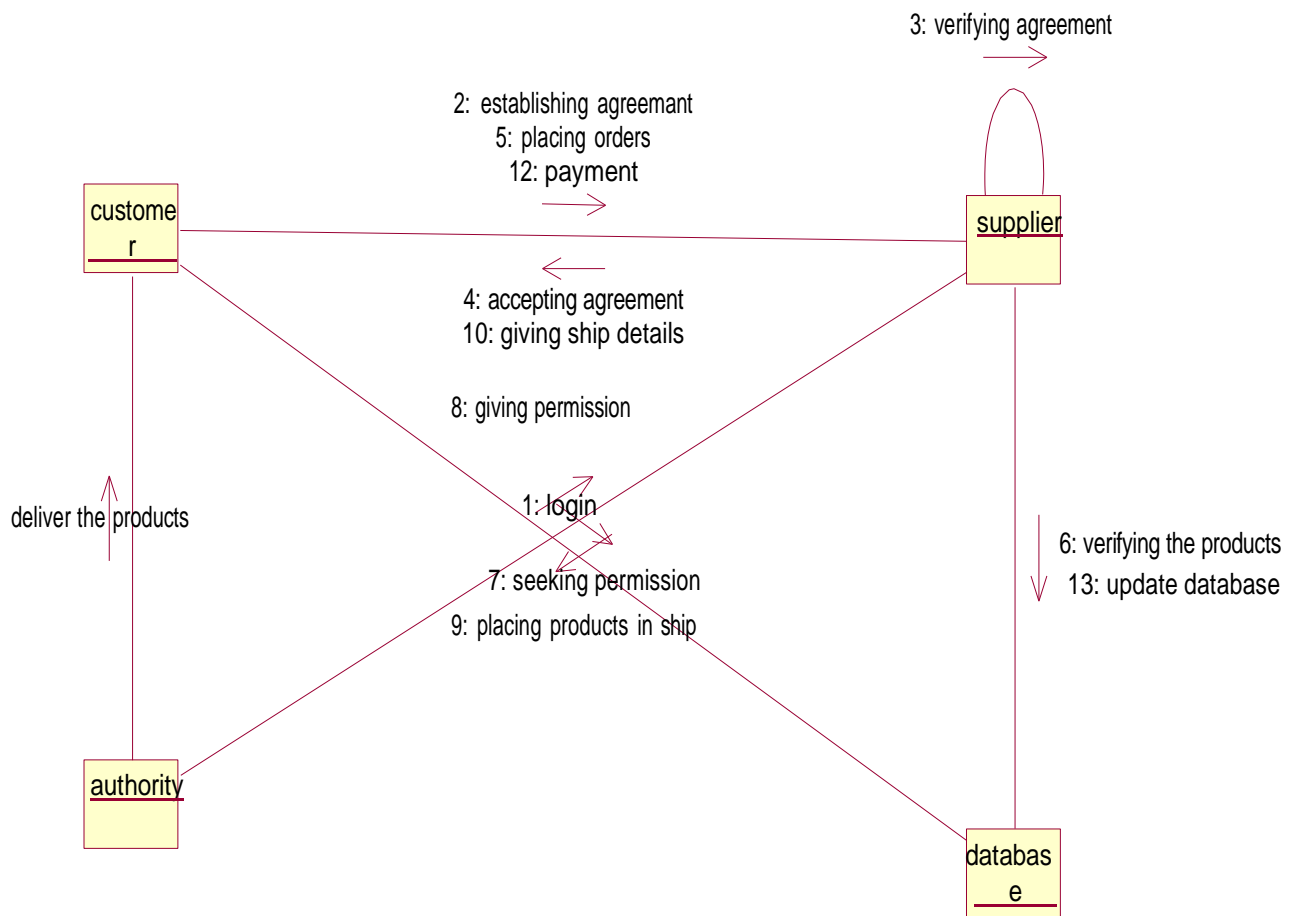 3: verifying agreement
2: establishing agreemant
5: placing orders
12: payment
custome
r
supplier
4: accepting agreement
10: giving ship details
8: giving permission
1: login
deliver the products
6: verifying the products
13: update database
7: seeking permission
9: placing products in ship
authority
databas
e